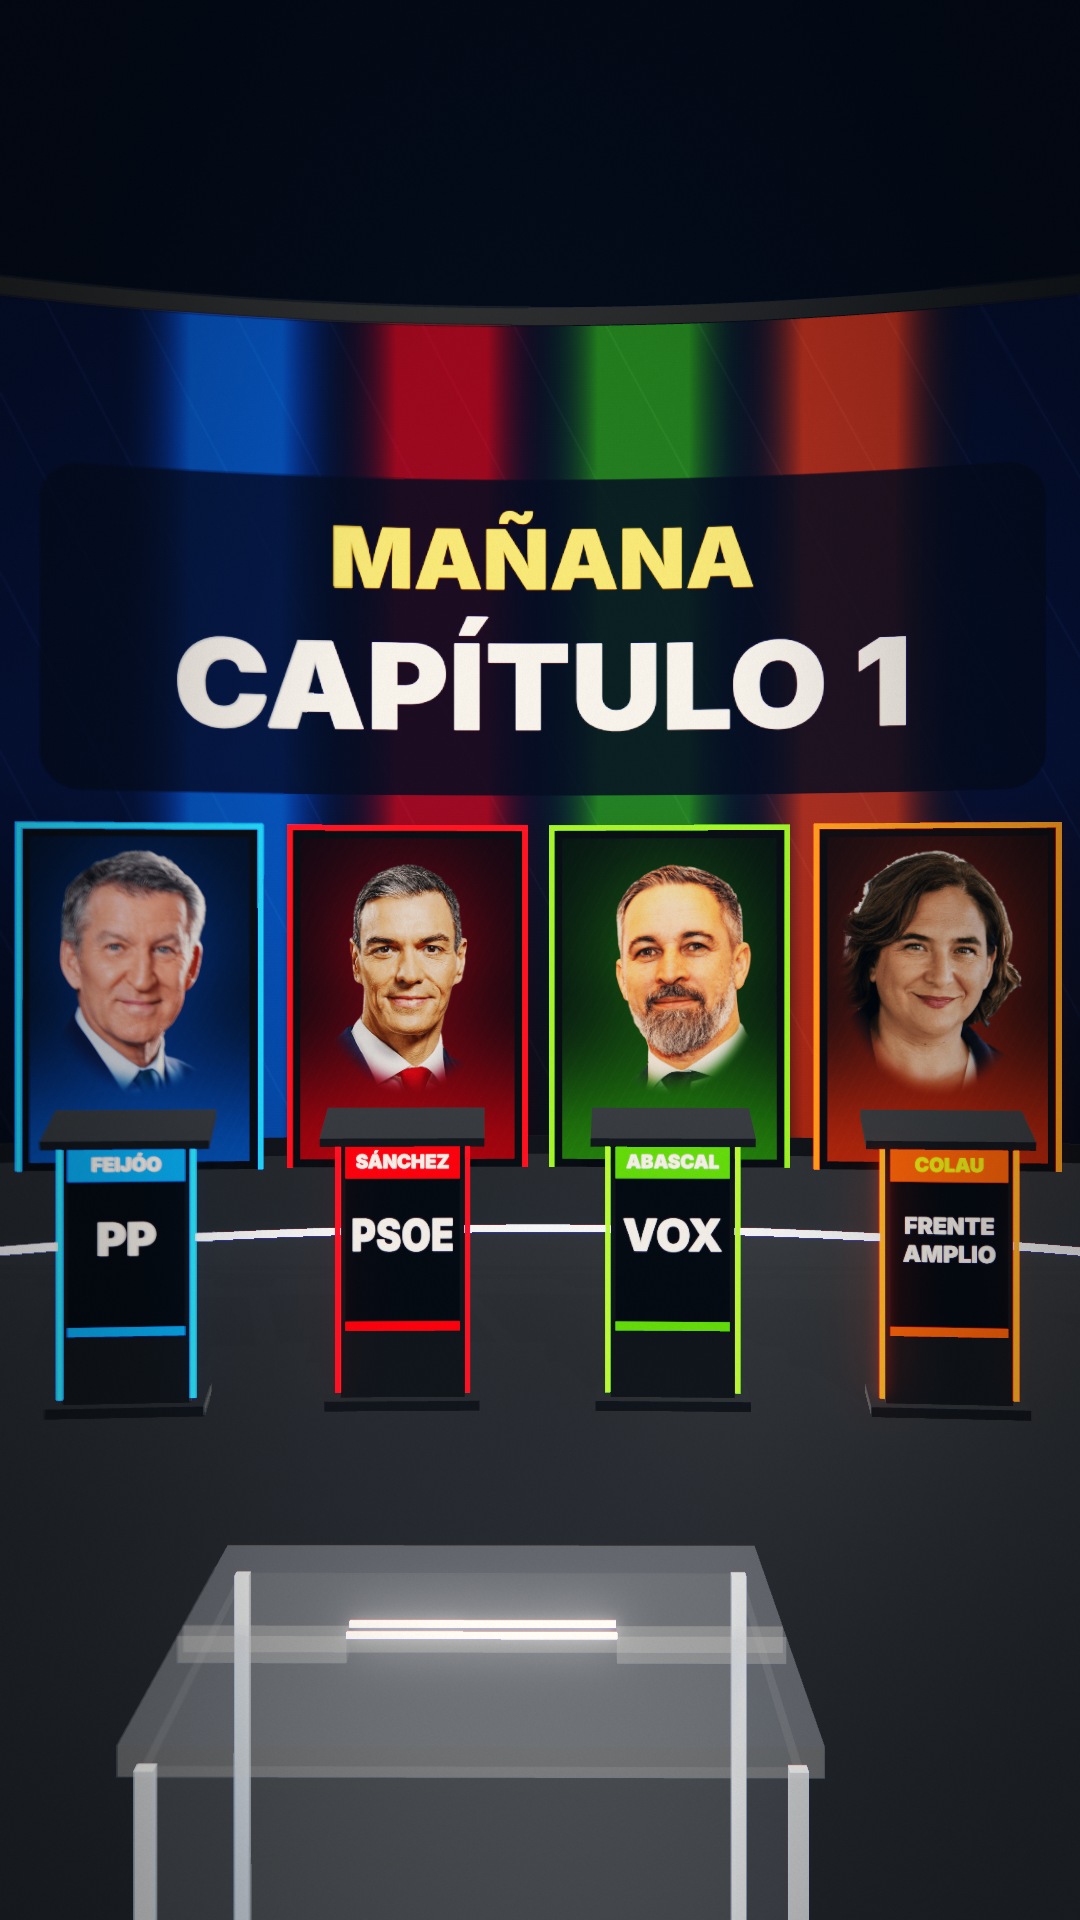 MAÑANA
CAPÍTULO 1
FEIJÓO
SÁNCHEZ
ABASCAL
COLAU
PP
PSOE
VOX
FRENTE
AMPLIO